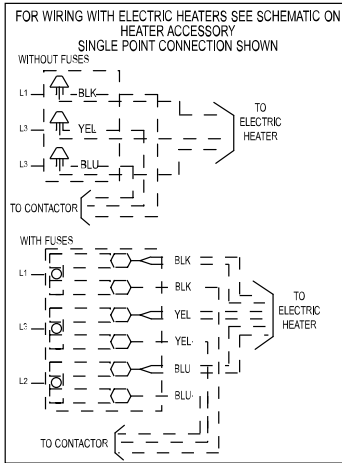 FOR WIRING WITH ELECTRIC HEATERS SEE SCHEMATIC ON
HEATER ACCESSORY
SINGLE POINT CONNECTION SHOWN
WITHOUT FUSES
L1 BLK
L3 YEL
L3 BLU
TO
ELECTRIC
HEATER
TO CONTACTOR
WITH FUSES
L1 BLK
BLK
L3 YEL
YEL
L2 BLU
BLU
TO
ELECTRIC
HEATER
TO CONTACTOR